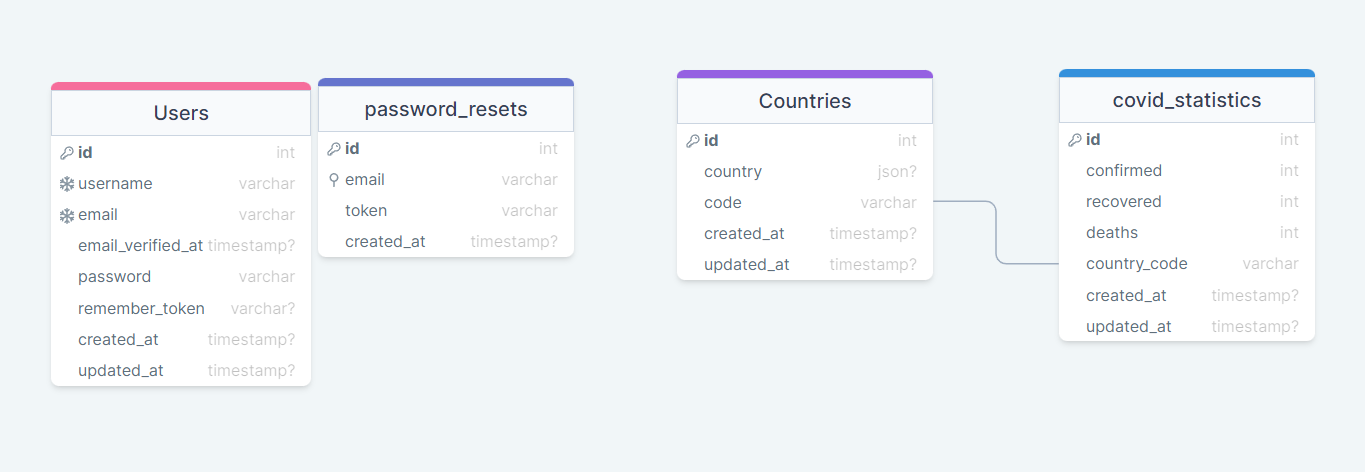 Users
id int
username varchar
email varchar
email_verified_at timestamp?
password varchar
remember_token varchar?
created_at timestamp?
updated_at timestamp?
password_resets
id int
email varchar
token varchar
created_at timestamp?
Countries
id int
country json?
code varchar
created_at timestamp?
updated_at timestamp?
covid_statistics
id int
confirmed int
recovered int
deaths int
country_code varchar
created_at timestamp?
updated_at timestamp?